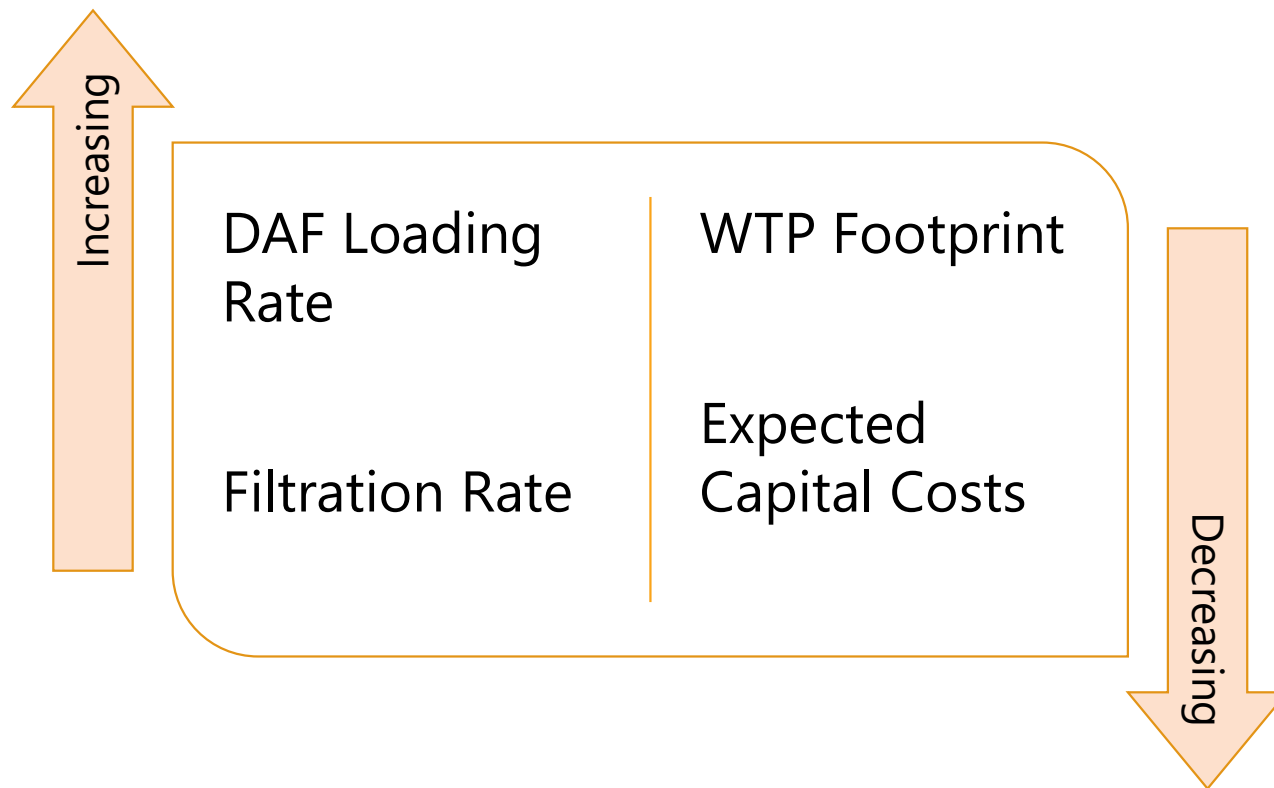 Increasing
DAF Loading
Rate
Filtration Rate
WTP Footprint
Expected
Capital Costs
Decreasing